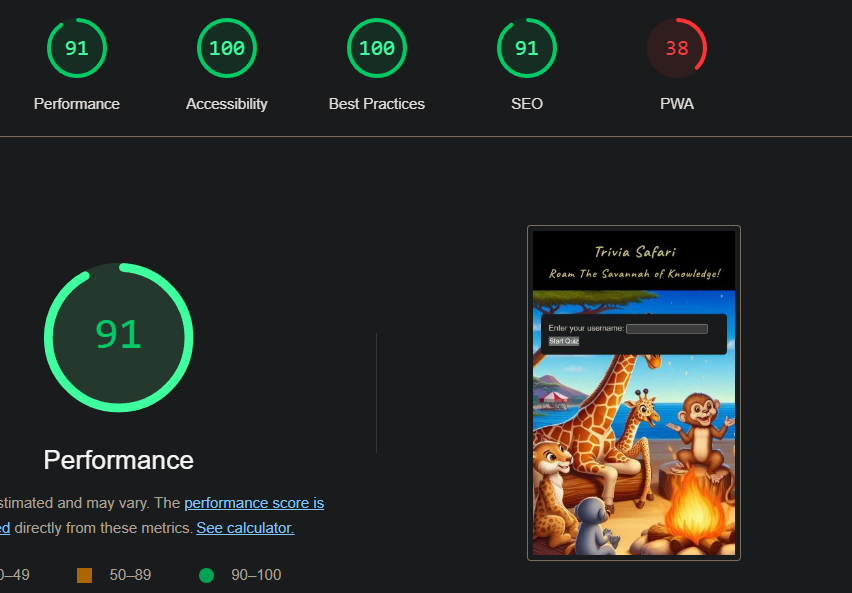 91 100 100 91 38
Performance Accessibility Best Practices SEO PWA
91
Performance
stimated and may vary. The performance score is
ed directly from these metrics. See calculator.
0–49 50–89 90–100
Trivia Safari
Roam The Savannah of Knowledge!
Enter your username:
Start Quiz